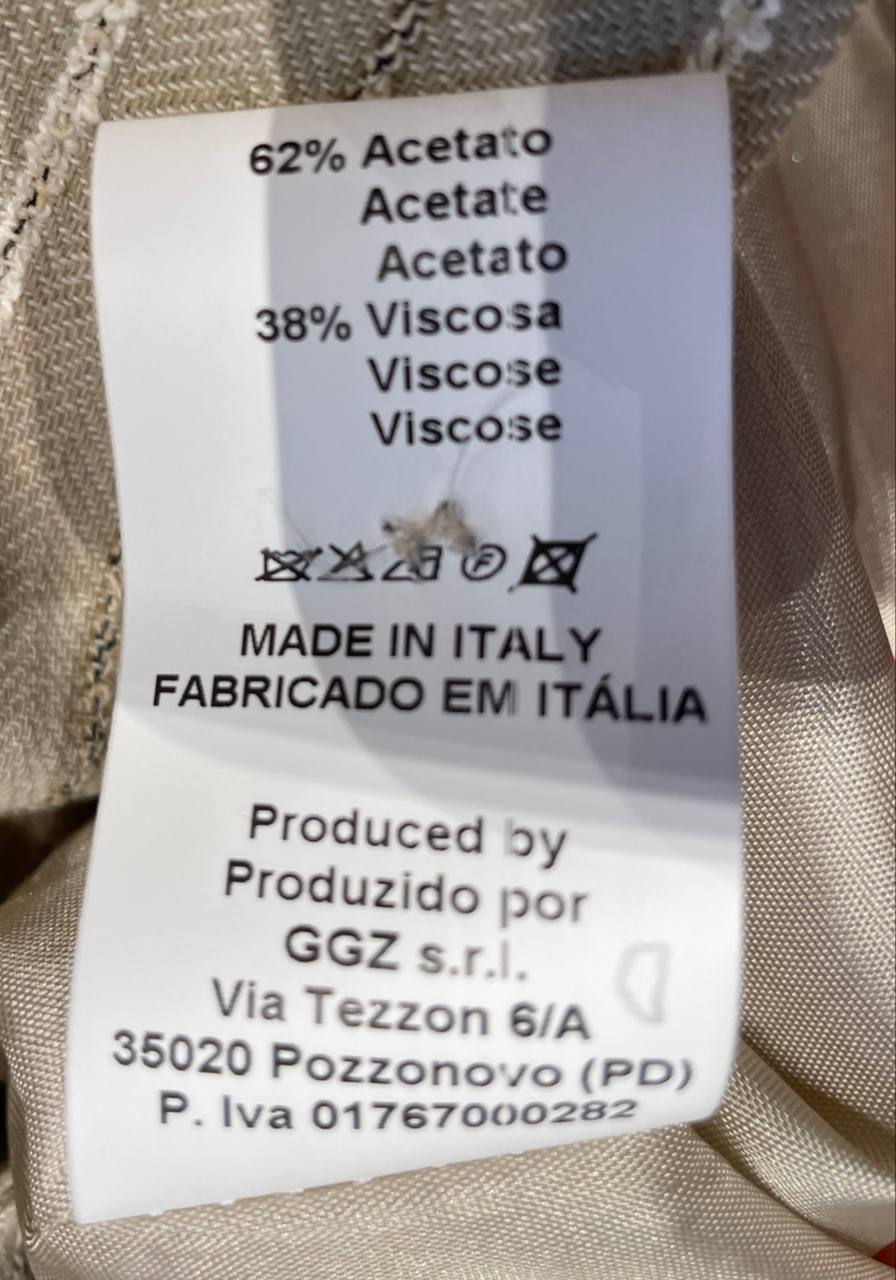 62% Acetato
Acetate
Acetato
38% Viscosa
Viscose
Viscose
F
MADE IN ITALY
FABRICADO EM ITÁLIA
Produced by
Produzido por
GGZ s.r.l.
Via Tezzon 6/A
35020 Pozzonovo (PD)
P. Iva 01767000282